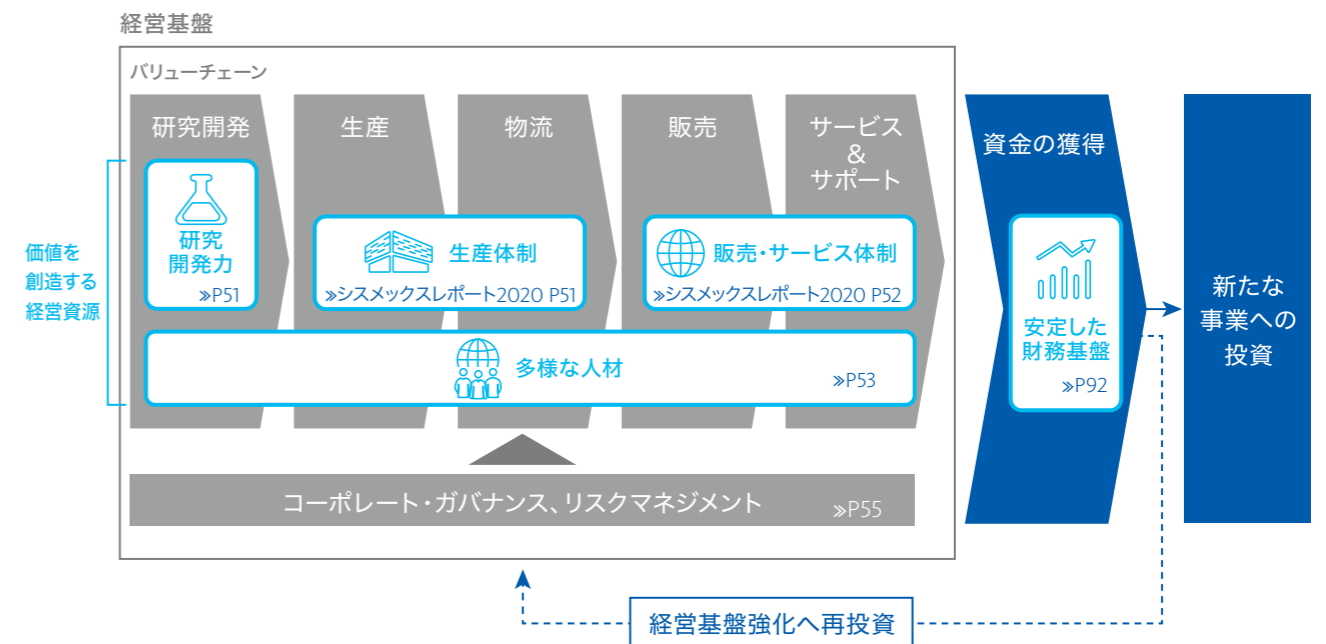 経営基盤
バリューチェーン
研究開発
生産
物流
販売
サービス
&
サポート
資金の獲得
価値を
創造する
経営資源
研究
開発力
≫P51
生産体制
≫シスメックスレポート2020 P51
販売・サービス体制
≫シスメックスレポート2020 P52
多様な人材
≫P53
安定した
財務基盤
≫P92
新たな
事業への
投資
コーポレート・ガバナンス、リスクマネジメント
≫P55
経営基盤強化へ再投資